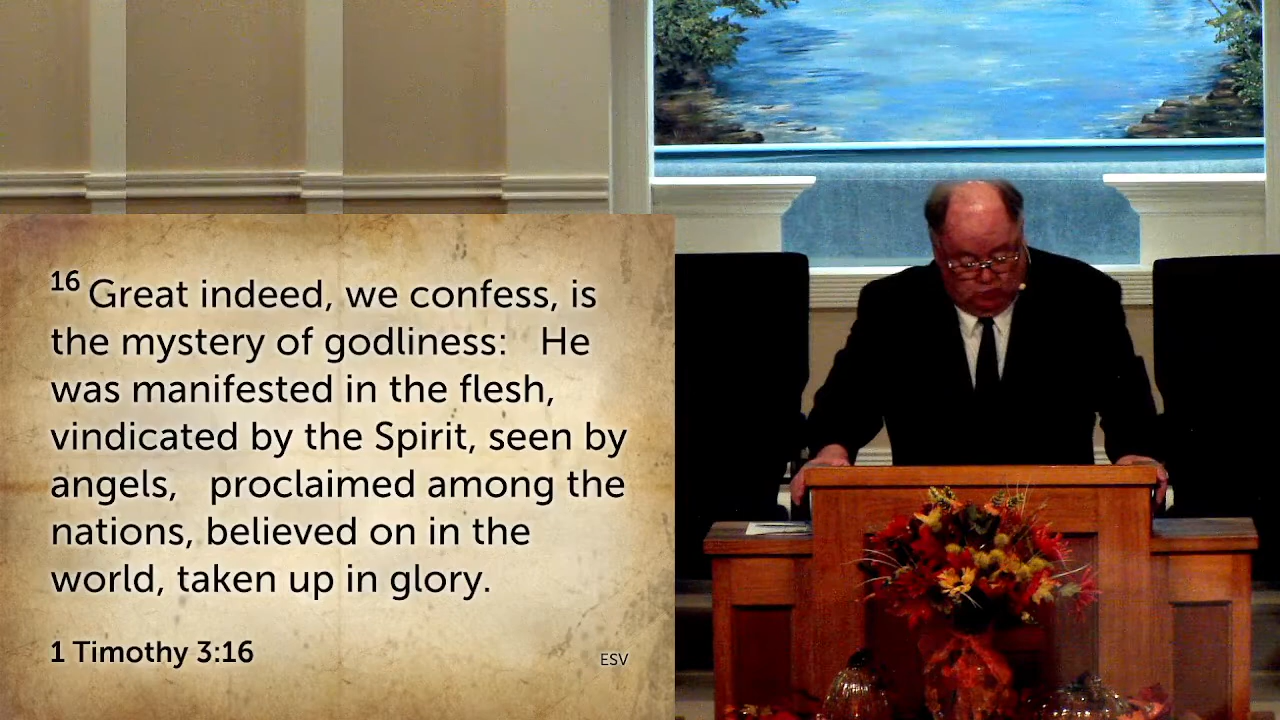 16 Great indeed, we confess, is
the mystery of godliness:   He
was manifested in the flesh,
vindicated by the Spirit, seen by
angels,   proclaimed among the
nations, believed on in the
world, taken up in glory.
1 Timothy 3:16
ESV